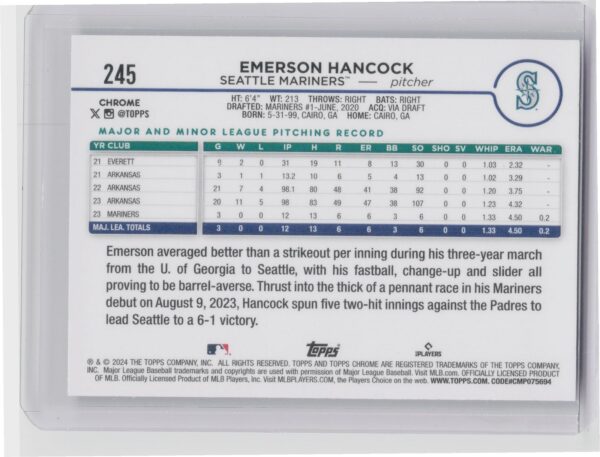 245
EMERSON HANCOCK
SEATTLE MARINERS™ — pitcher
CHROME
@TOPPS
HT: 6'4" WT: 213 THROWS: RIGHT BATS: RIGHT
DRAFTED: MARINERS #1-JUNE, 2020 ACQ: VIA DRAFT
BORN: 5-31-99, CAIRO, GA HOME: CAIRO, GA
S
MAJOR AND MINOR LEAGUE PITCHING RECORD
YR CLUB G W L IP H R ER BB SO SHO SV WHIP ERA WAR
21 EVERETT 9 2 0 31 19 11 8 13 30 0 0 1.03 2.32 -
21 ARKANSAS 3 1 1 13.2 10 6 5 4 13 0 0 1.02 3.29 -
22 ARKANSAS 21 7 4 98.1 80 48 41 38 92 0 0 1.20 3.75 -
23 ARKANSAS 20 11 5 98 83 49 47 38 107 0 0 1.23 4.32 -
23 MARINERS 3 0 0 12 13 6 6 3 6 0 0 1.33 4.50 0.2
MAJ. LEA. TOTALS 3 0 0 12 13 6 6 3 6 0 0 1.33 4.50 0.2
Emerson averaged better than a strikeout per inning during his three-year march
from the U. of Georgia to Seattle, with his fastball, change-up and slider all
proving to be barrel-averse. Thrust into the thick of a pennant race in his Mariners
debut on August 9, 2023, Hancock spun five two-hit innings against the Padres to
lead Seattle to a 6-1 victory.
Topps
PLAYERS
® & © 2024 THE TOPPS COMPANY, INC. ALL RIGHTS RESERVED. TOPPS AND TOPPS CHROME ARE REGISTERED TRADEMARKS OF THE TOPPS COMPANY,
INC. Major League Baseball trademarks and copyrights are used with permission of Major League Baseball. Visit MLB.com. OFFICIALLY LICENSED PRODUCT
OF MLB. Officially Licensed Product of MLB Players, Inc. Visit MLBPLAYERS.COM, the Players Choice on the web. WWW.TOPPS.COM. CODE#CMP075694